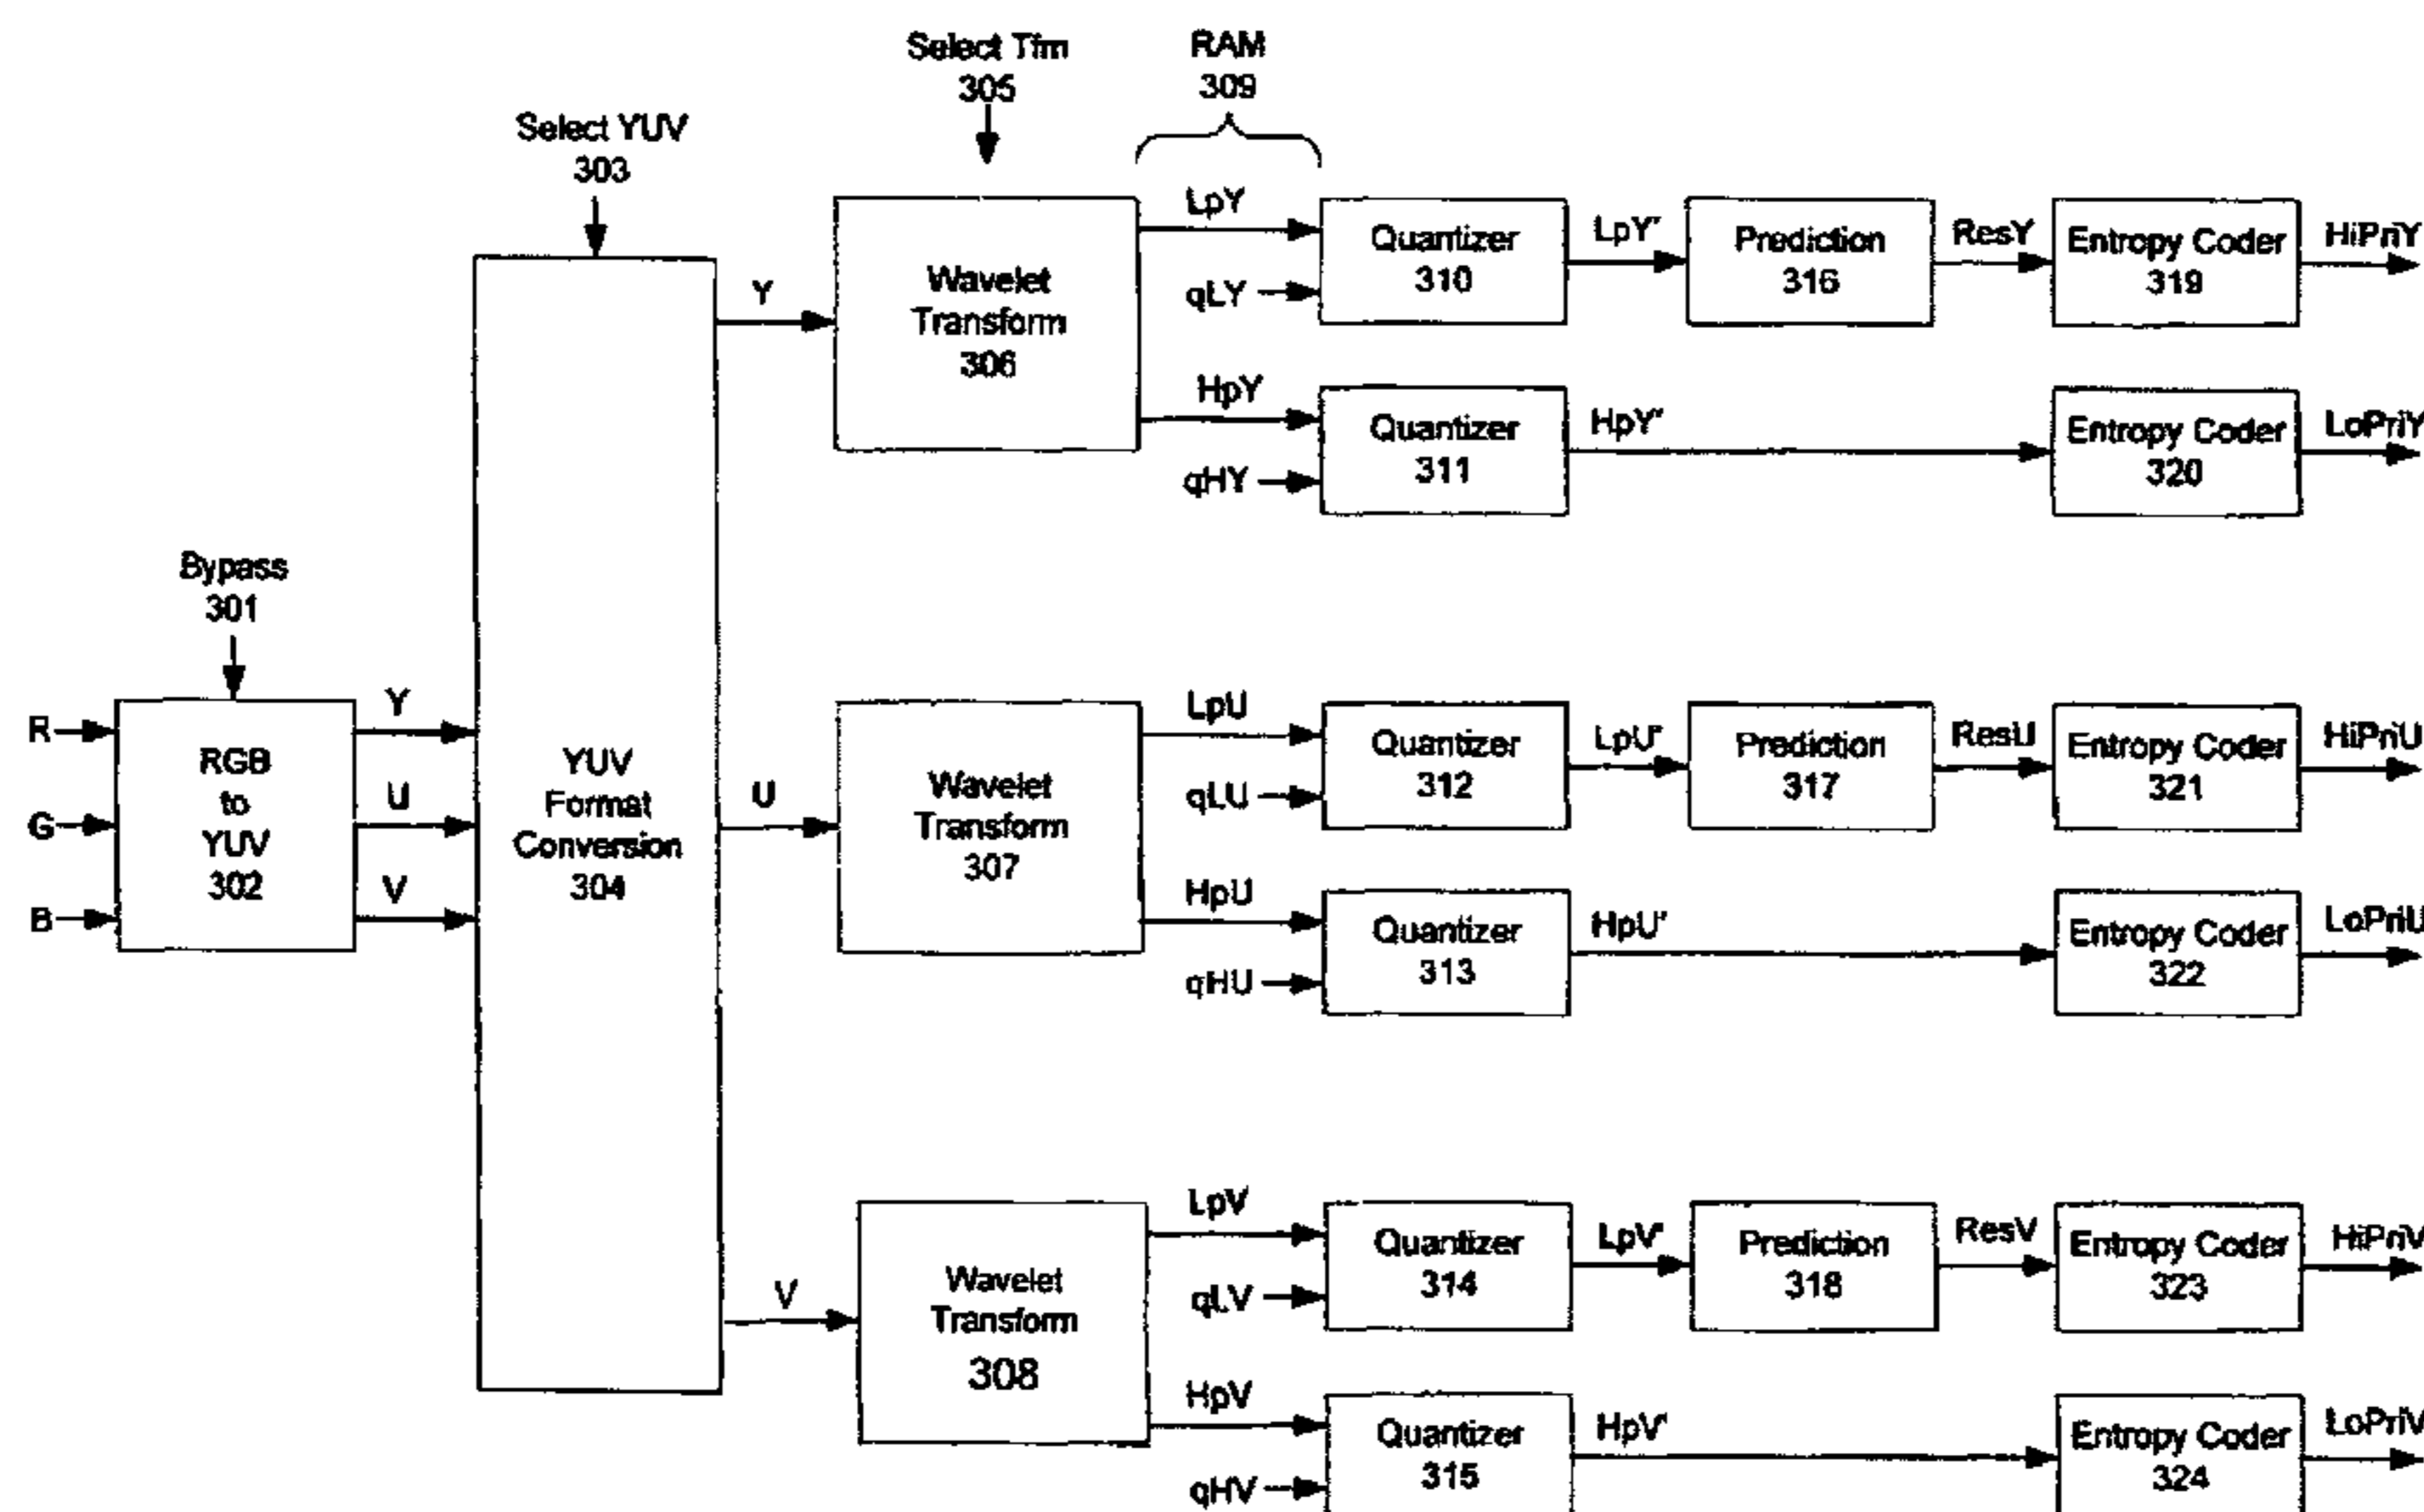 Select Tfm
305
RAM
309
Select YUV
303
LpY
Quantizer
310
LpY'
Prediction
316
ResY
Entropy Coder
319
HiPriY
qLY
Y
Wavelet
Transform
306
HpY
Quantizer
311
HpY'
Entropy Coder
320
LoPriY
qHY
Bypass
301
R
G
B
RGB
to
YUV
302
Y
U
V
YUV
Format
Conversion
304
U
Wavelet
Transform
307
LpU
Quantizer
312
LpU'
Prediction
317
ResU
Entropy Coder
321
HiPriU
qLU
HpU
Quantizer
313
HpU'
Entropy Coder
322
LoPriU
qHU
V
Wavelet
Transform
308
LpV
Quantizer
314
LpV'
Prediction
318
ResV
Entropy Coder
323
HiPriV
qLV
HpV
Quantizer
315
HpV'
Entropy Coder
324
LoPriV
qHV